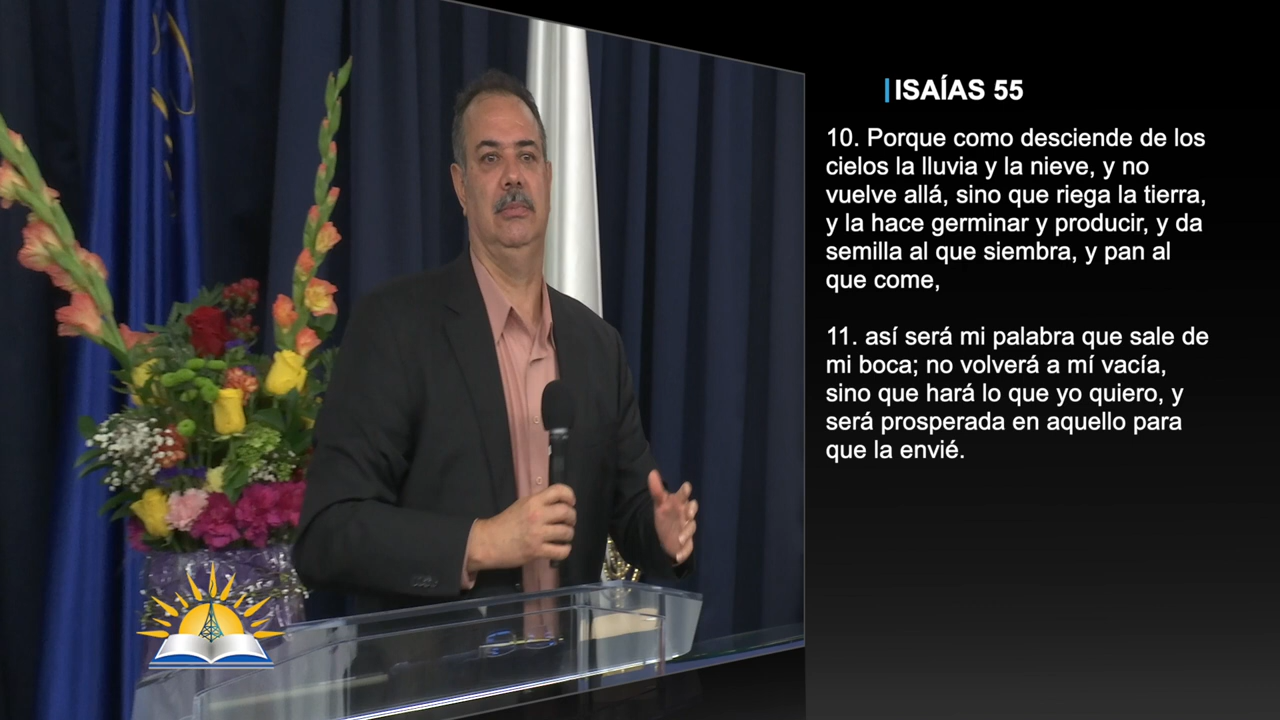 ISAÍAS 55
10. Porque como desciende de los
cielos la lluvia y la nieve, y no
vuelve allá, sino que riega la tierra,
y la hace germinar y producir, y da
semilla al que siembra, y pan al
que come,
11. así será mi palabra que sale de
mi boca; no volverá a mí vacía,
sino que hará lo que yo quiero, y
será prosperada en aquello para
que la envié.